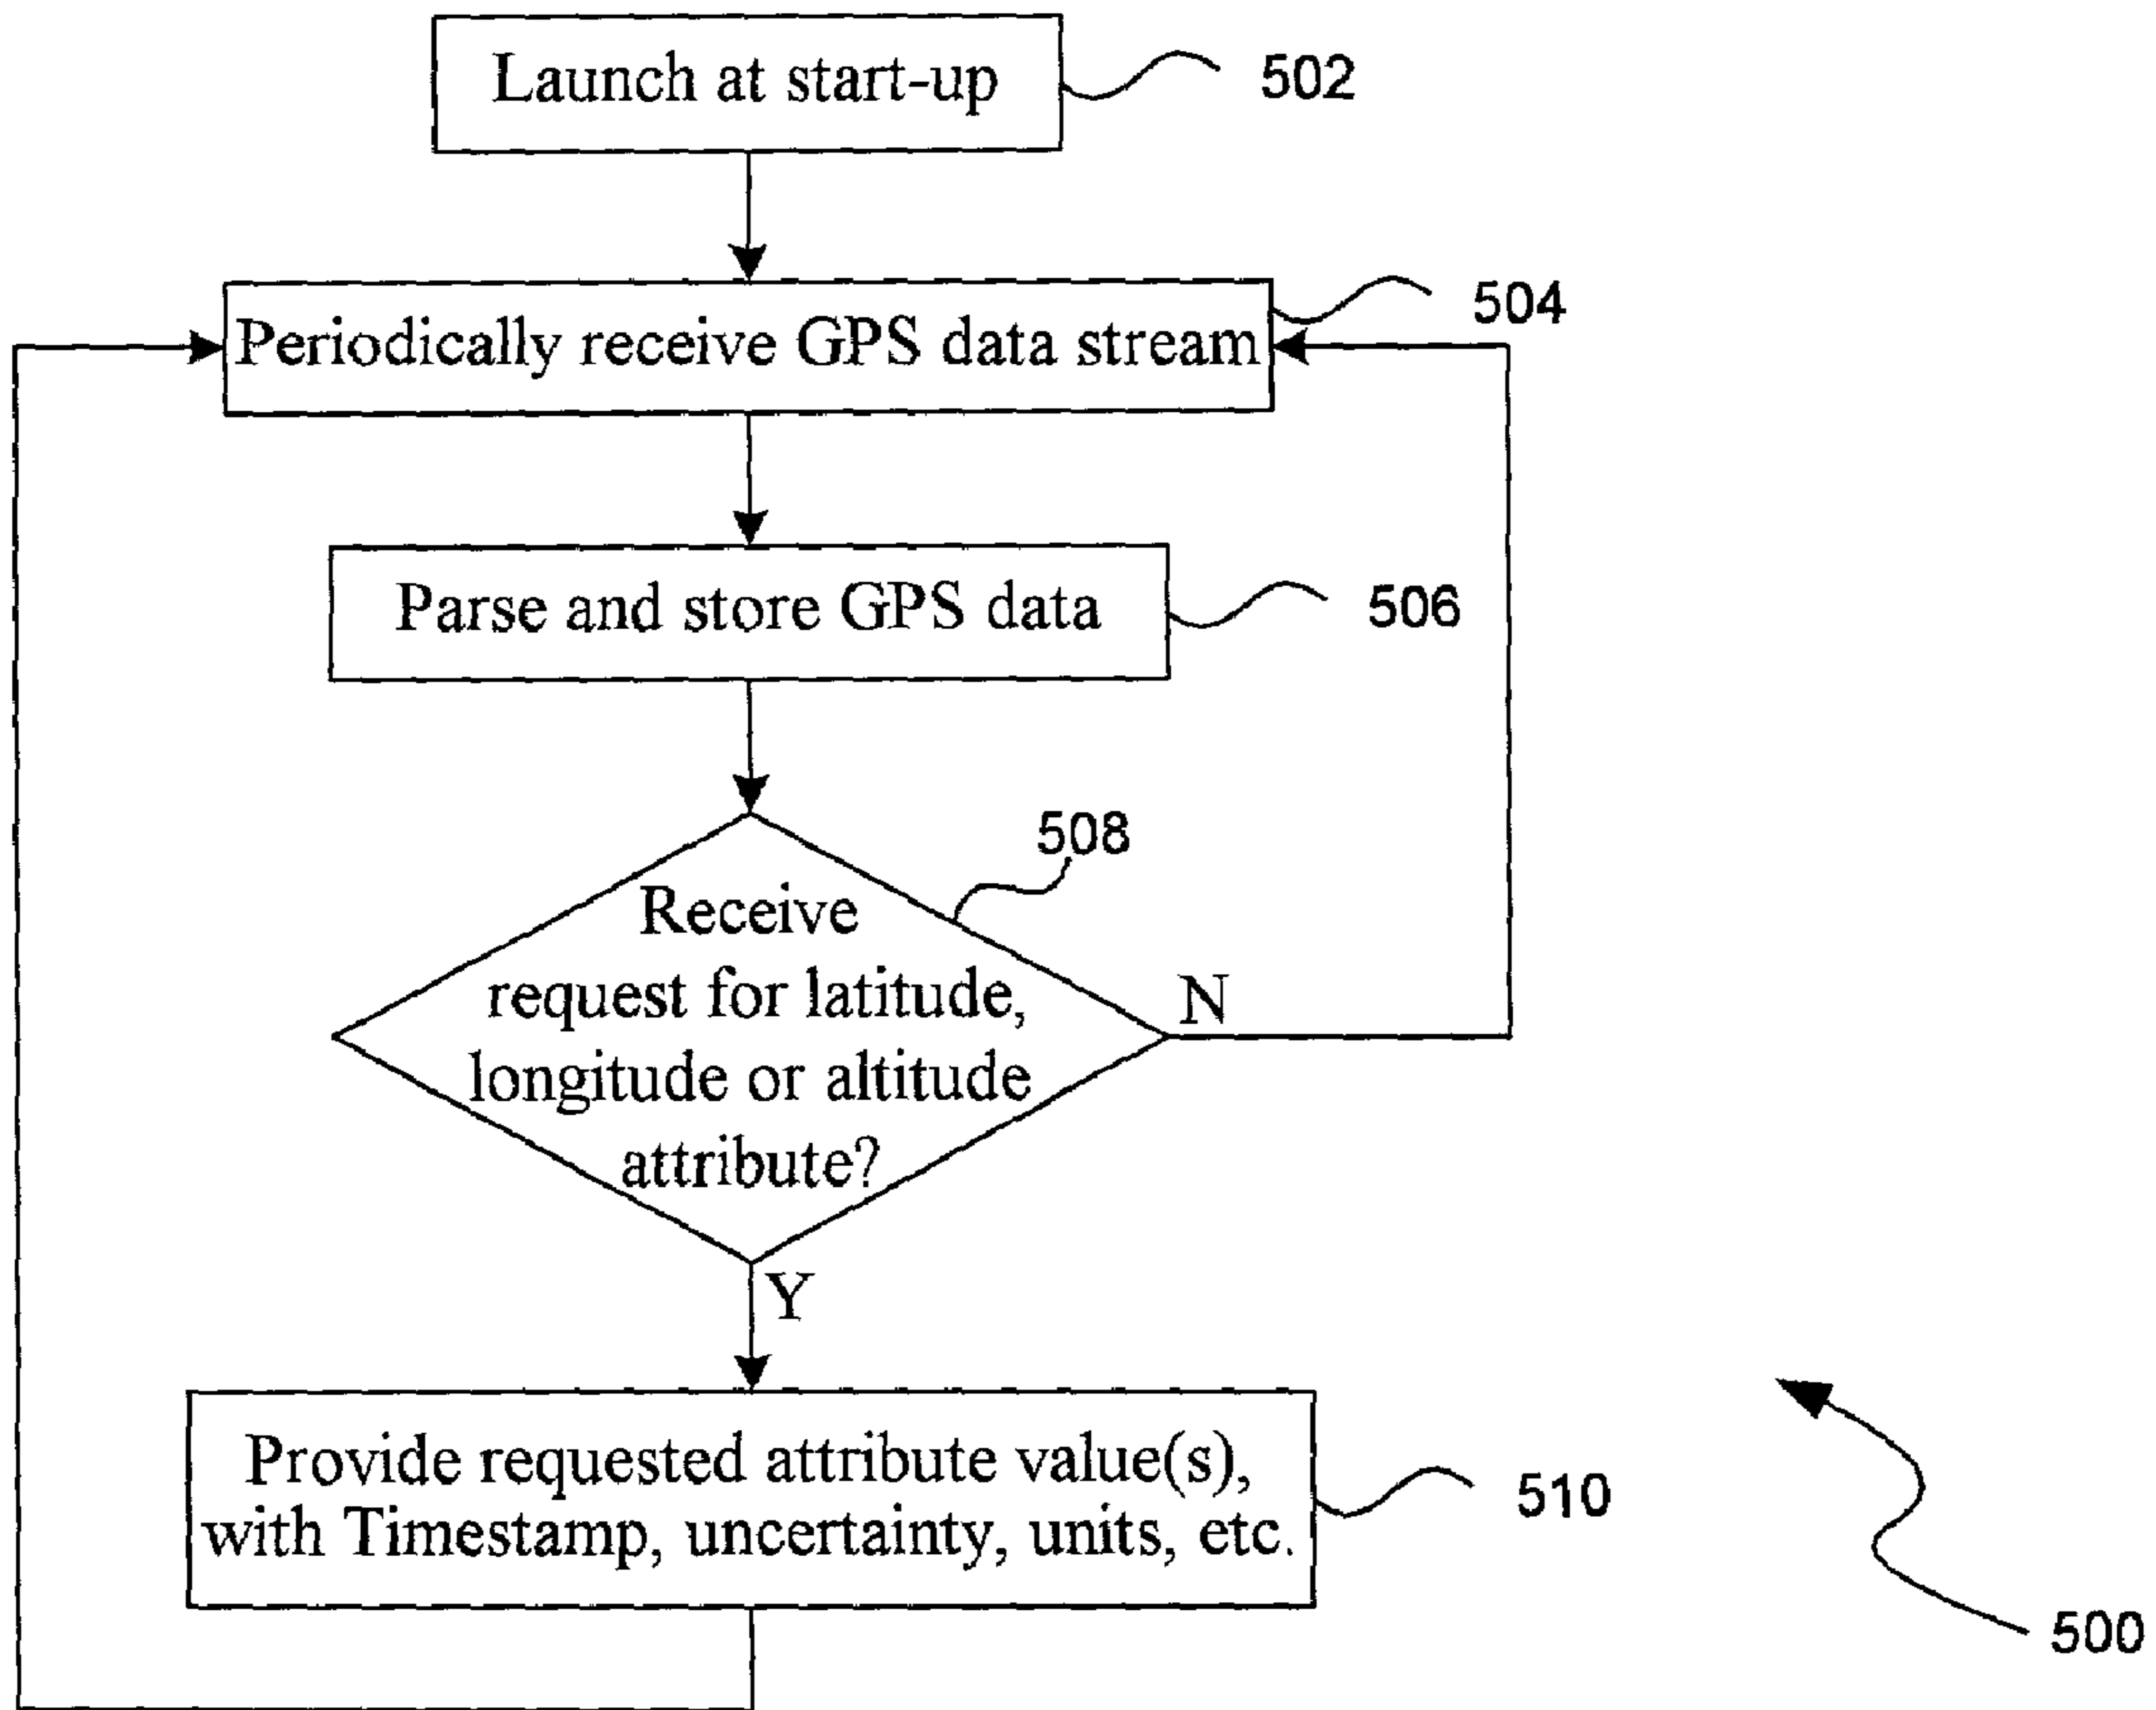 Launch at start-up
502
504
Periodically receive GPS data stream
Parse and store GPS data
506
508
Receive
request for latitude,
longitude or altitude
attribute?
N
Y
Provide requested attribute value(s),
with Timestamp, uncertainty, units, etc.
510
500